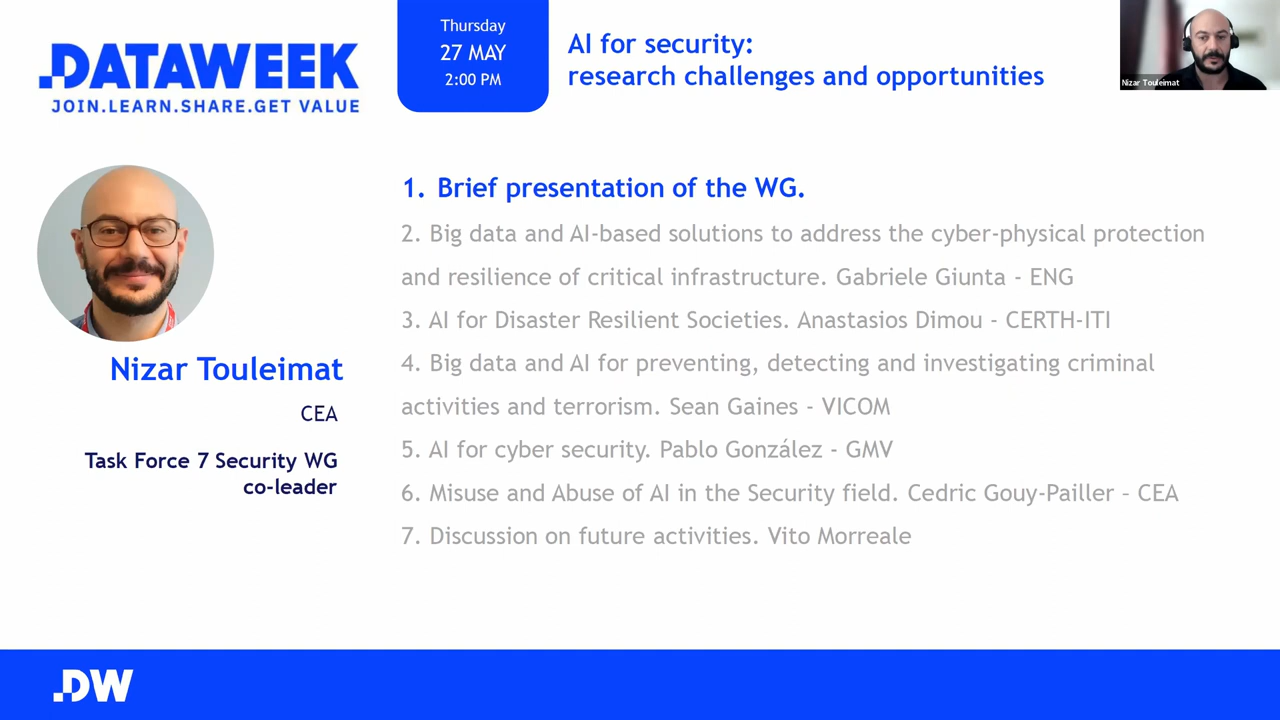 DATAWEEK
JOIN.LEARN.SHARE.GET VALUE
Thursday
27 MAY
2:00 PM
AI for security:
research challenges and opportunities
Nizar Touleimat
Nizar Touleimat
CEA
Task Force 7 Security WG
co-leader
1. Brief presentation of the WG.
2. Big data and AI-based solutions to address the cyber-physical protection
and resilience of critical infrastructure. Gabriele Giunta - ENG
3. AI for Disaster Resilient Societies. Anastasios Dimou - CERTH-ITI
4. Big data and AI for preventing, detecting and investigating criminal
activities and terrorism. Sean Gaines - VICOM
5. AI for cyber security. Pablo González - GMV
6. Misuse and Abuse of AI in the Security field. Cedric Gouy-Pailler – CEA
7. Discussion on future activities. Vito Morreale
DW